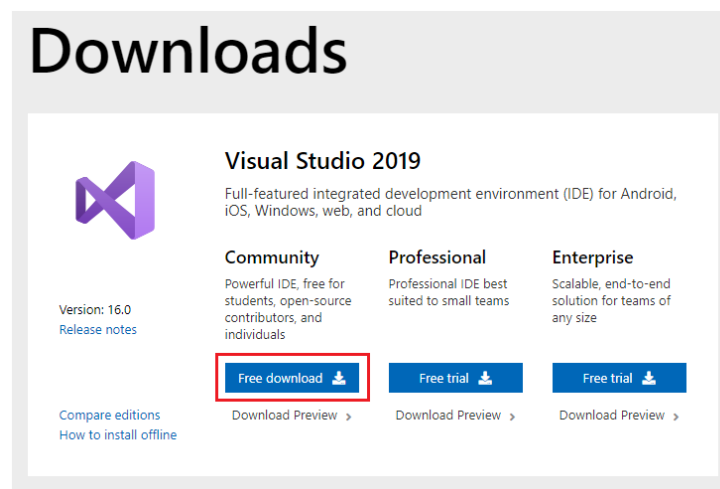 Downloads
Visual Studio 2019
Full-featured integrated development environment (IDE) for Android,
iOS, Windows, web, and cloud
Community
Powerful IDE, free for
students, open-source
contributors, and
individuals
Free download
Download Preview
Professional
Professional IDE best
suited to small teams
Free trial
Download Preview
Enterprise
Scalable, end-to-end
solution for teams of
any size
Free trial
Download Preview
Version: 16.0
Release notes
Compare editions
How to install offline